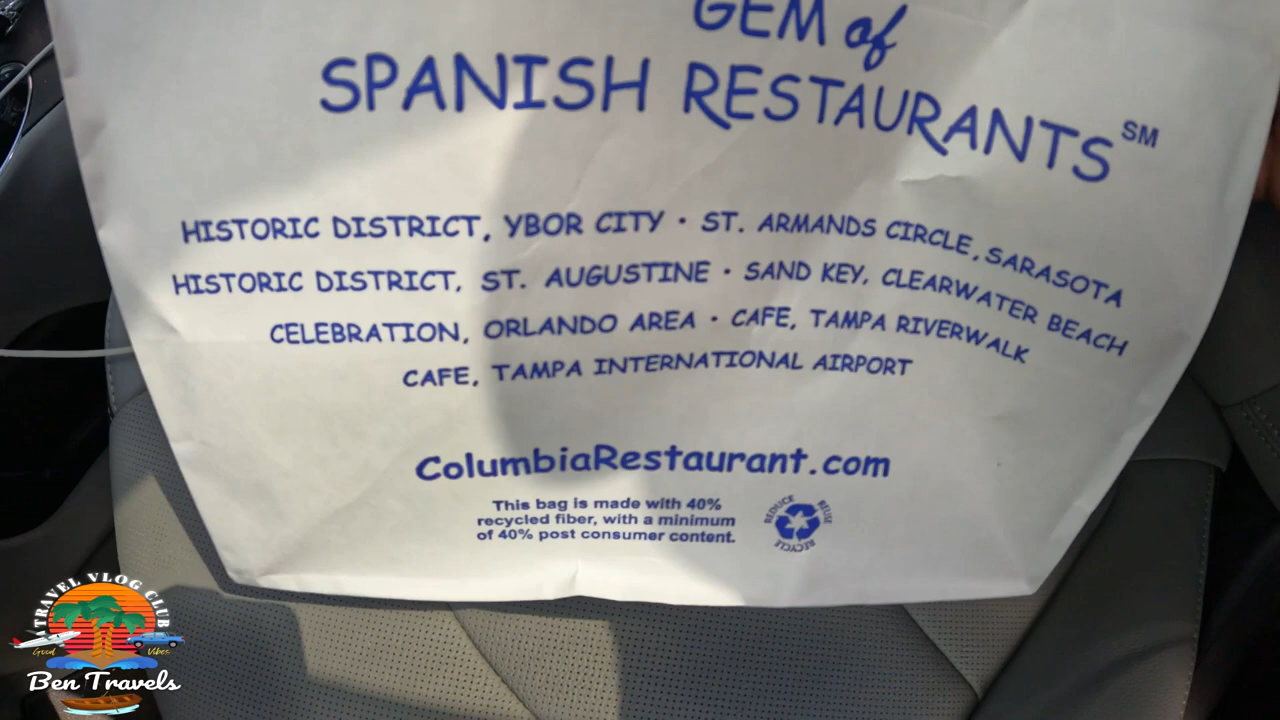 GEM of
SPANISH RESTAURANTS SM
HISTORIC DISTRICT, YBOR CITY • ST. ARMANDS CIRCLE, SARASOTA
HISTORIC DISTRICT, ST. AUGUSTINE • SAND KEY, CLEARWATER BEACH
CELEBRATION, ORLANDO AREA • CAFE, TAMPA RIVERWALK
CAFE, TAMPA INTERNATIONAL AIRPORT
ColumbiaRestaurant.com
This bag is made with 40%
recycled fiber, with a minimum
of 40% post consumer content.
REDUCE REUSE RECYCLE
TRAVEL VLOG CLUB
Good Vibes
Ben Travels